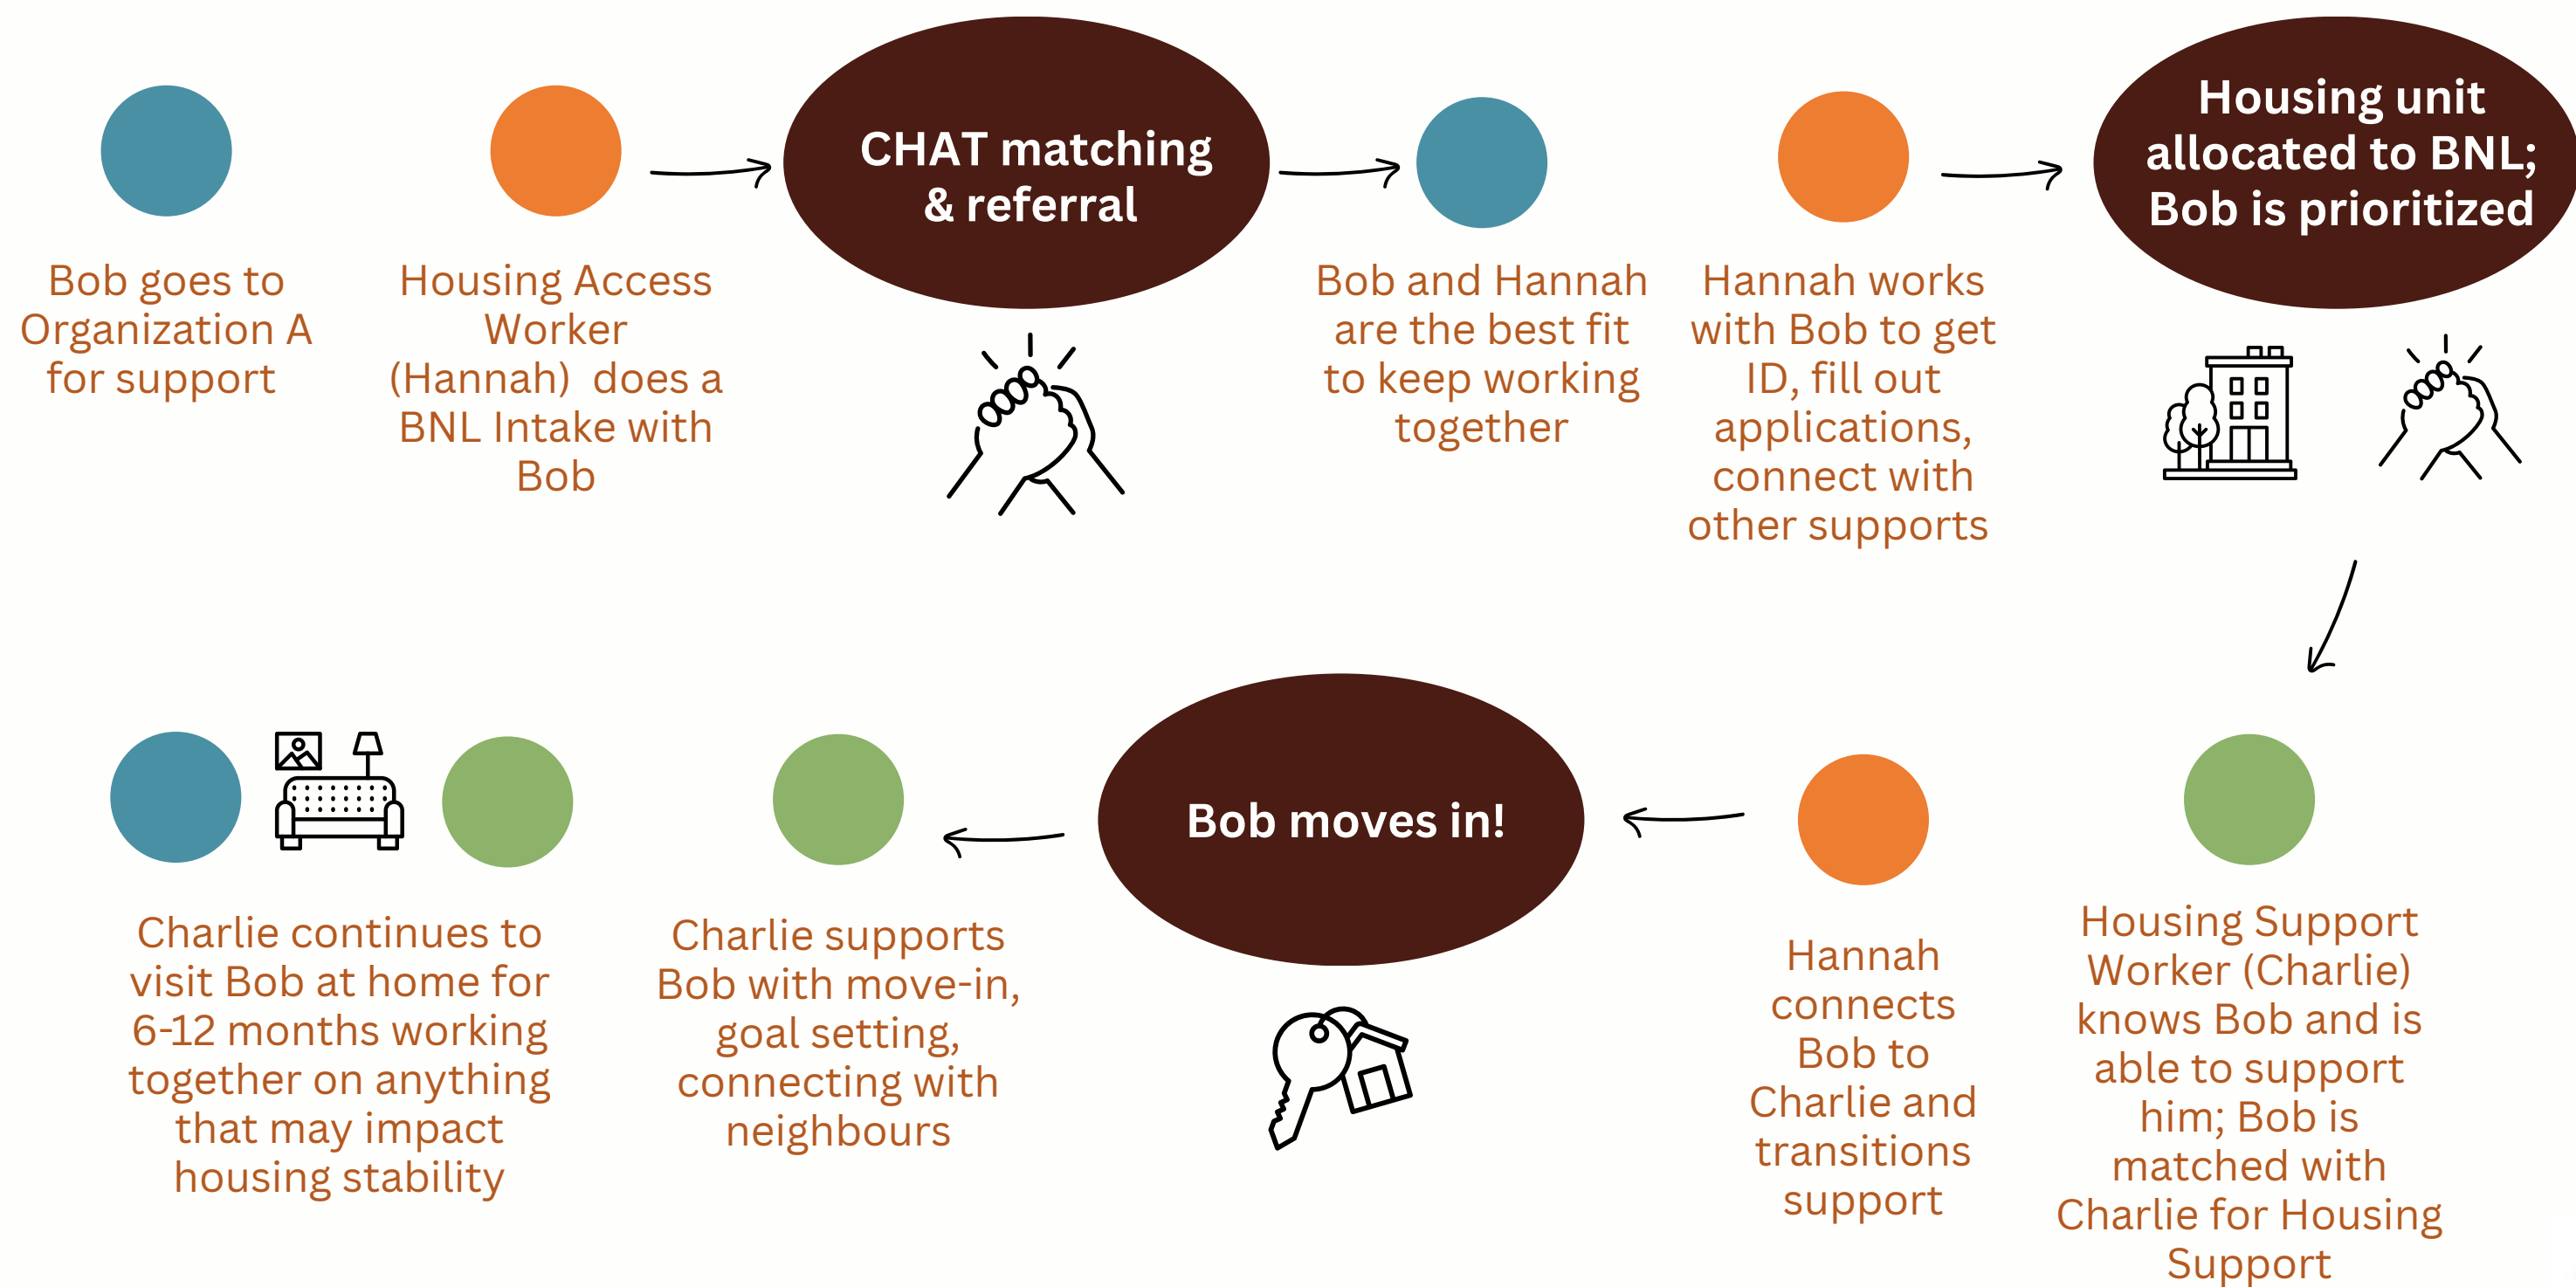 Bob goes to
Organization A
for support
Housing Access
Worker
(Hannah)  does a
BNL Intake with
Bob
CHAT matching
& referral
Bob and Hannah
are the best fit
to keep working
together
Hannah works
with Bob to get
ID, fill out
applications,
connect with
other supports
Housing unit
allocated to BNL;
Bob is prioritized
Housing Support
Worker (Charlie)
knows Bob and is
able to support
him; Bob is
matched with
Charlie for Housing
Support
Hannah
connects
Bob to
Charlie and
transitions
support
Bob moves in!
Charlie supports
Bob with move-in,
goal setting,
connecting with
neighbours
Charlie continues to
visit Bob at home for
6-12 months working
together on anything
that may impact
housing stability